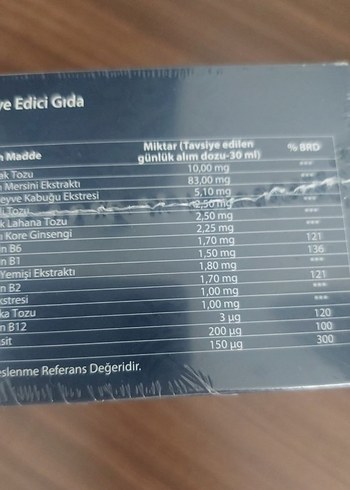 ve Edici Gıda
n Madde Miktar (Tavsiye edilen günlük alım dozu-30 ml) % BRD
ak Tozu 10,00 mg ***
ı Mersini Ekstraktı 83,00 mg ***
eyve Kabuğu Ekstresi 5,10 mg
Tozu 12,50 mg
k Lahana Tozu 2,50 mg ***
ı Kore Ginsengi 2,25 mg ***
n B6 1,70 mg 121
n B1 1,50 mg 136
Yemişi Ekstraktı 1,80 mg ***
n B2 1,70 mg 121
kstresi 1,00 mg ***
ka Tozu 1,00 mg
n B12 3 µg 120
asit 200 µg 100
150 µg 300
eslenme Referans Değeridir.